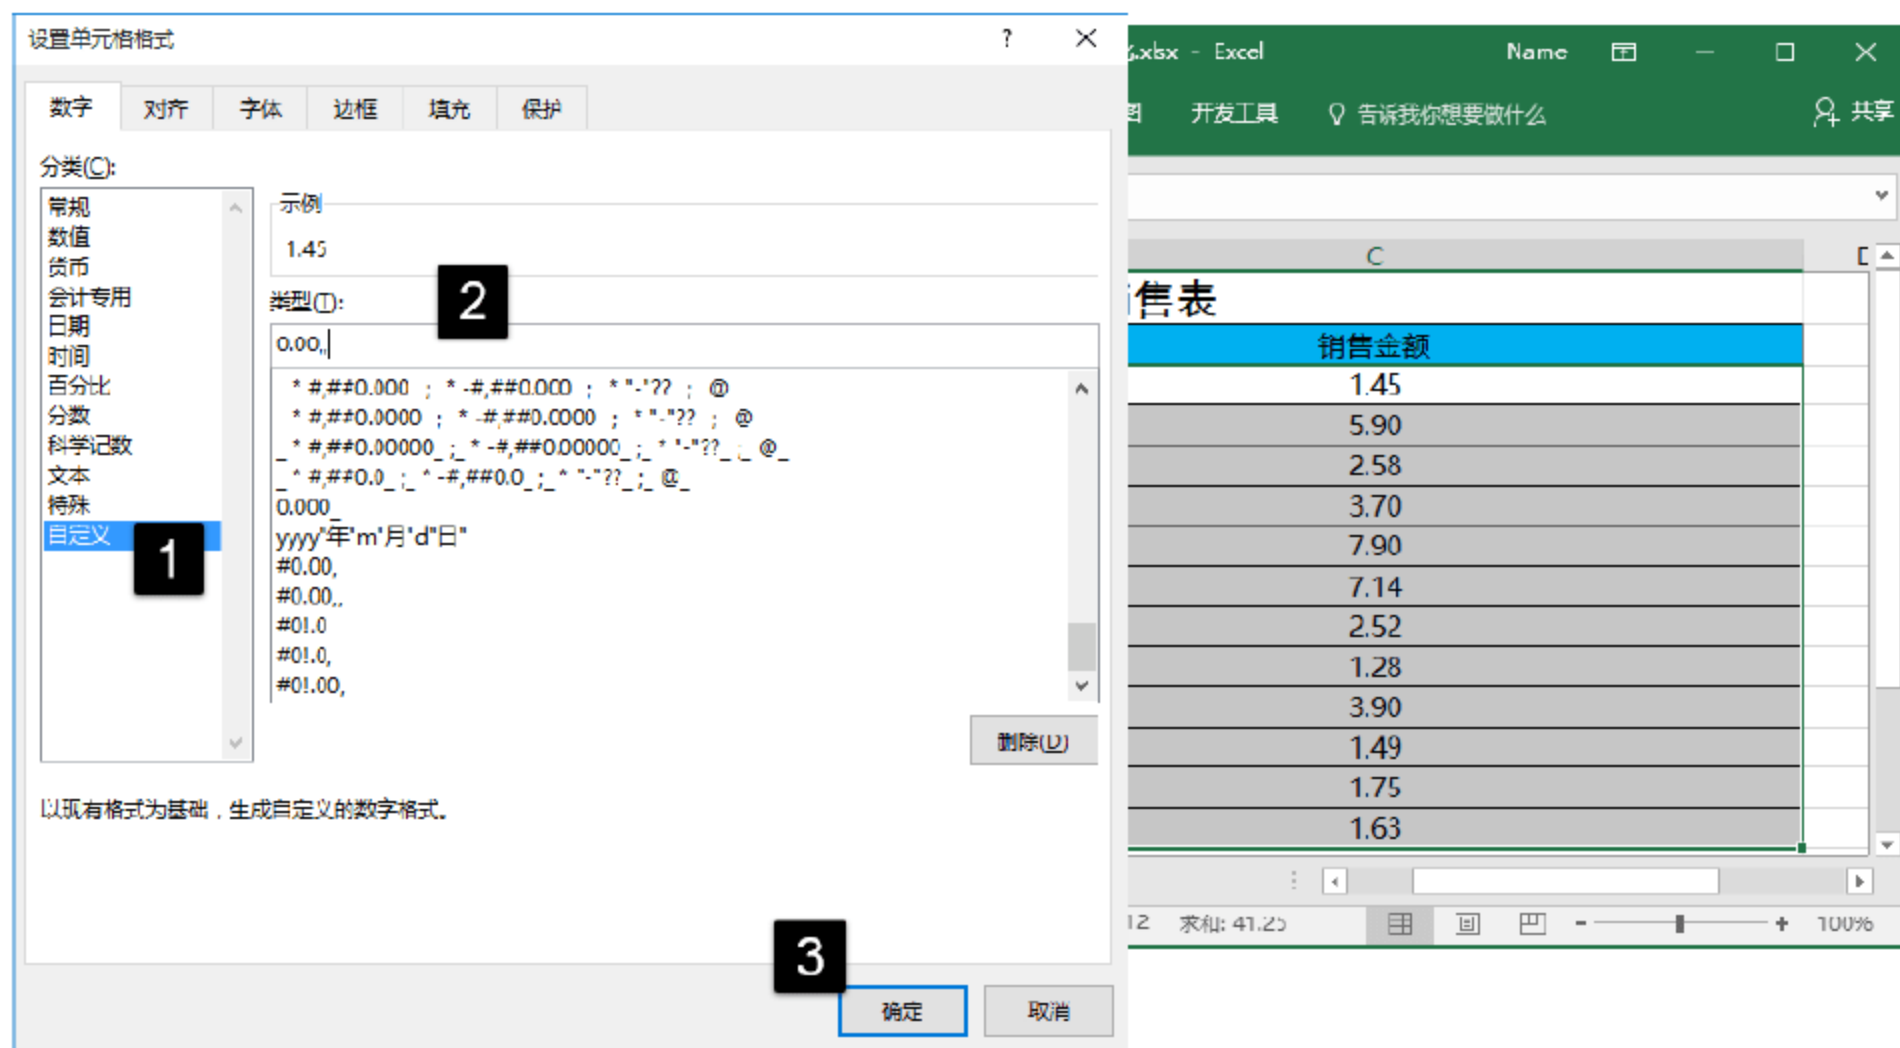 设置单元格格式
?
数字 对齐 字体 边框 填充 保护
分类(C):
常规
数值
货币
会计专用
日期
时间
百分比
分数
科学记数
文本
特殊
自定义
1
示例
1.45
类型(T):
2
0.00,,
* #,##0.000 ; * -#,##0.000 ; * "-"?? ; @
* #,##0.0000 ; * -#,##0.0000 ; * "-"?? ; @
_ * #,##0.00000_ ;_ * -#,##0.00000_ ;_ * "-"??_ ;_ @_
_ * #,##0.0_ ;_ * -#,##0.0_ ;_ * "-"??_ ;_ @_
0.000_
yyyy"年"m"月"d"日"
#0.00,
#0.00,,
#0!.0
#0!.0,
#0!.00,
删除(D)
以现有格式为基础，生成自定义的数字格式。
3
确定 取消
.xlsx - Excel
Name
开发工具
告诉我你想要做什么
共享
C
售表
销售金额
1.45
5.90
2.58
3.70
7.90
7.14
2.52
1.28
3.90
1.49
1.75
1.63
12 求和: 41.25
100%